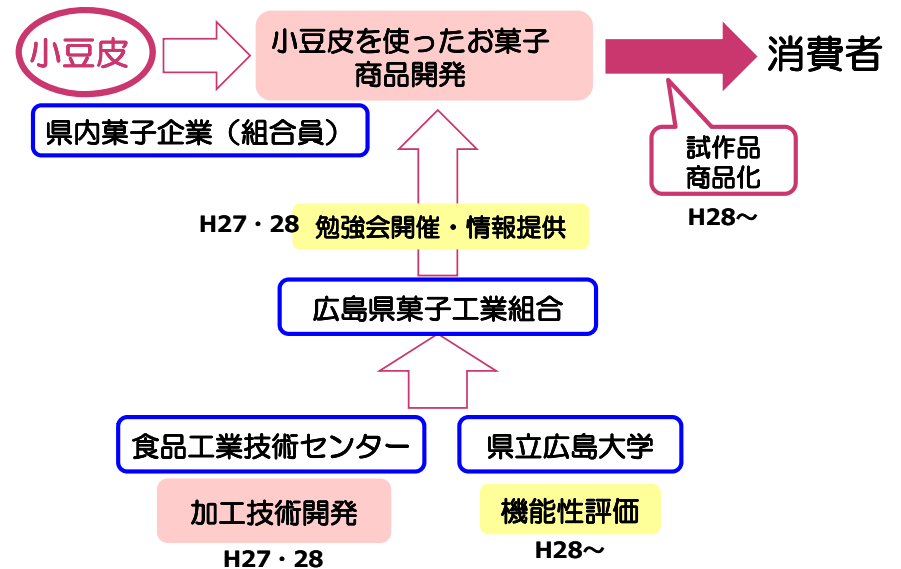 小豆皮
小豆皮を使ったお菓子
商品開発
消費者
県内菓子企業（組合員）
試作品
商品化
H28～
H27・28
勉強会開催・情報提供
広島県菓子工業組合
食品工業技術センター
県立広島大学
加工技術開発
機能性評価
H27・28
H28～